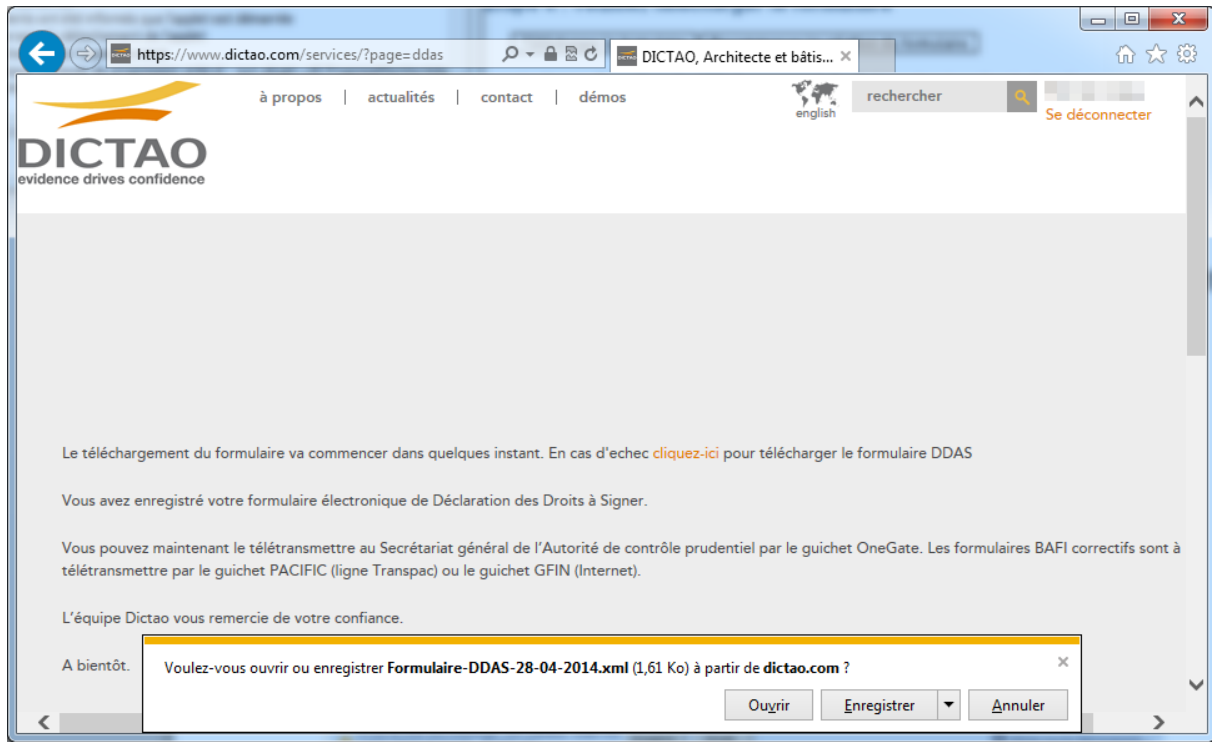 https://www.dictao.com/services/?page=ddas
DICTAO, Architecte et bâtis...
à propos | actualités | contact | démos
english
rechercher
Se déconnecter
DICTAO
evidence drives confidence
Le téléchargement du formulaire va commencer dans quelques instant. En cas d'echec cliquez-ici pour télécharger le formulaire DDAS
Vous avez enregistré votre formulaire électronique de Déclaration des Droits à Signer.
Vous pouvez maintenant le télétransmettre au Secrétariat général de l'Autorité de contrôle prudentiel par le guichet OneGate. Les formulaires BAFI correctifs sont à
télétransmettre par le guichet PACIFIC (ligne Transpac) ou le guichet GFIN (Internet).
L'équipe Dictao vous remercie de votre confiance.
A bientôt.
Voulez-vous ouvrir ou enregistrer Formulaire-DDAS-28-04-2014.xml (1,61 Ko) à partir de dictao.com ?
Ouvrir
Enregistrer
Annuler